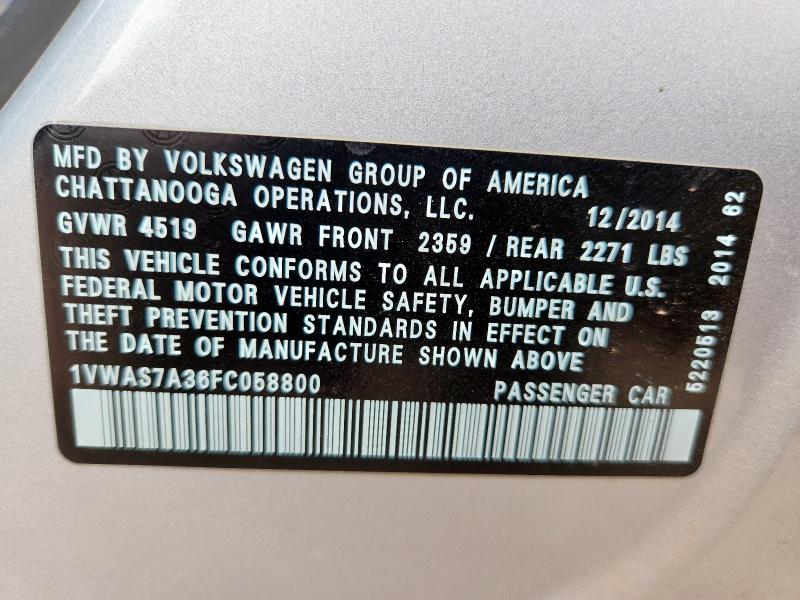 MFD BY VOLKSWAGEN GROUP OF AMERICA
CHATTANOOGA OPERATIONS, LLC. 12/2014
GVWR 4519 GAWR FRONT 2359 / REAR 2271 LBS
THIS VEHICLE CONFORMS TO ALL APPLICABLE U.S.
FEDERAL MOTOR VEHICLE SAFETY, BUMPER AND
THEFT PREVENTION STANDARDS IN EFFECT ON
THE DATE OF MANUFACTURE SHOWN ABOVE
1VWAS7A36FC058800 PASSENGER CAR
5220513 2014 62